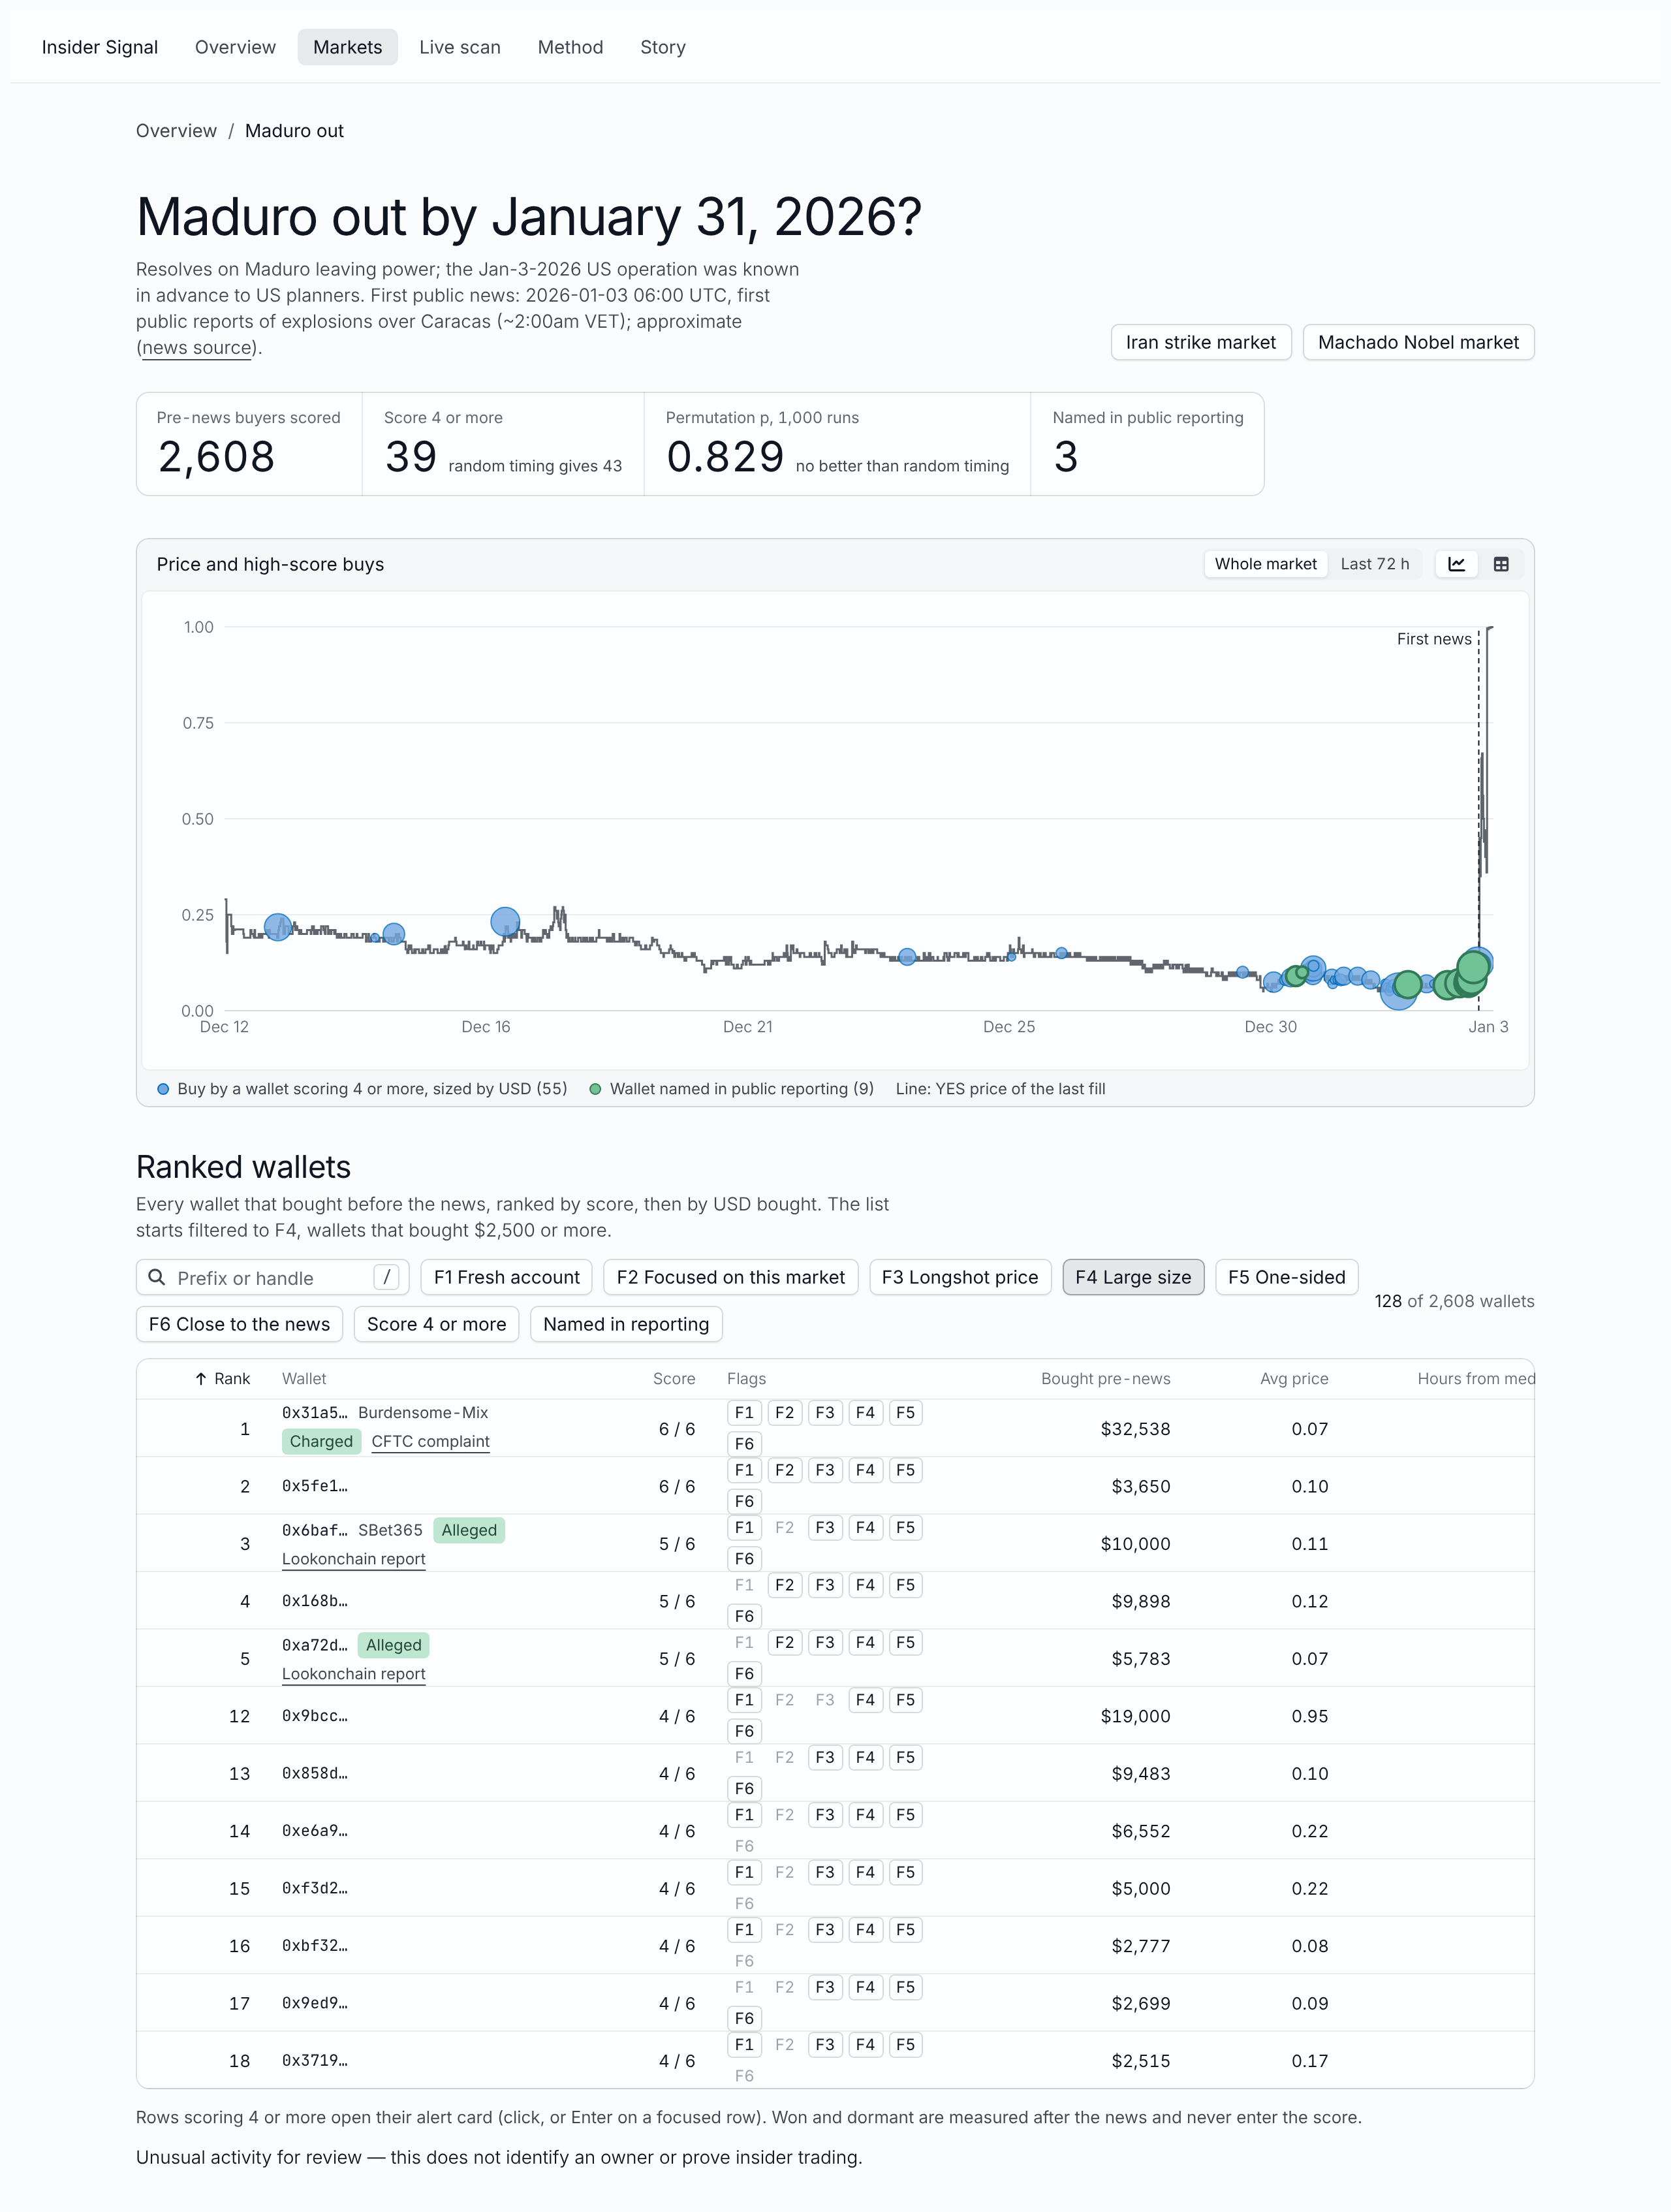 Insider Signal Overview Markets Live scan Method Story
Overview / Maduro out
Maduro out by January 31, 2026?
Resolves on Maduro leaving power; the Jan-3-2026 US operation was known
in advance to US planners. First public news: 2026-01-03 06:00 UTC, first
public reports of explosions over Caracas (~2:00am VET); approximate
(news source).
Iran strike market Machado Nobel market
Pre-news buyers scored
2,608
Score 4 or more
39 random timing gives 43
Permutation p, 1,000 runs
0.829 no better than random timing
Named in public reporting
3
Price and high-score buys
Whole market Last 72 h
First news
1.00
0.75
0.50
0.25
0.00
Dec 12 Dec 16 Dec 21 Dec 25 Dec 30 Jan 3
Buy by a wallet scoring 4 or more, sized by USD (55) Wallet named in public reporting (9) Line: YES price of the last fill
Ranked wallets
Every wallet that bought before the news, ranked by score, then by USD bought. The list
starts filtered to F4, wallets that bought $2,500 or more.
Prefix or handle / F1 Fresh account F2 Focused on this market F3 Longshot price F4 Large size F5 One-sided
F6 Close to the news Score 4 or more Named in reporting
128 of 2,608 wallets
↑ Rank Wallet Score Flags Bought pre-news Avg price Hours from med
1 0x31a5… Burdensome-Mix Charged CFTC complaint 6 / 6 F1 F2 F3 F4 F5 F6 $32,538 0.07
2 0x5fe1… 6 / 6 F1 F2 F3 F4 F5 F6 $3,650 0.10
3 0x6baf… SBet365 Alleged Lookonchain report 5 / 6 F1 F2 F3 F4 F5 F6 $10,000 0.11
4 0x168b… 5 / 6 F1 F2 F3 F4 F5 F6 $9,898 0.12
5 0xa72d… Alleged Lookonchain report 5 / 6 F1 F2 F3 F4 F5 F6 $5,783 0.07
12 0x9bcc… 4 / 6 F1 F2 F3 F4 F5 F6 $19,000 0.95
13 0x858d… 4 / 6 F1 F2 F3 F4 F5 F6 $9,483 0.10
14 0xe6a9… 4 / 6 F1 F2 F3 F4 F5 F6 $6,552 0.22
15 0xf3d2… 4 / 6 F1 F2 F3 F4 F5 F6 $5,000 0.22
16 0xbf32… 4 / 6 F1 F2 F3 F4 F5 F6 $2,777 0.08
17 0x9ed9… 4 / 6 F1 F2 F3 F4 F5 F6 $2,699 0.09
18 0x3719… 4 / 6 F1 F2 F3 F4 F5 F6 $2,515 0.17
Rows scoring 4 or more open their alert card (click, or Enter on a focused row). Won and dormant are measured after the news and never enter the score.
Unusual activity for review — this does not identify an owner or prove insider trading.